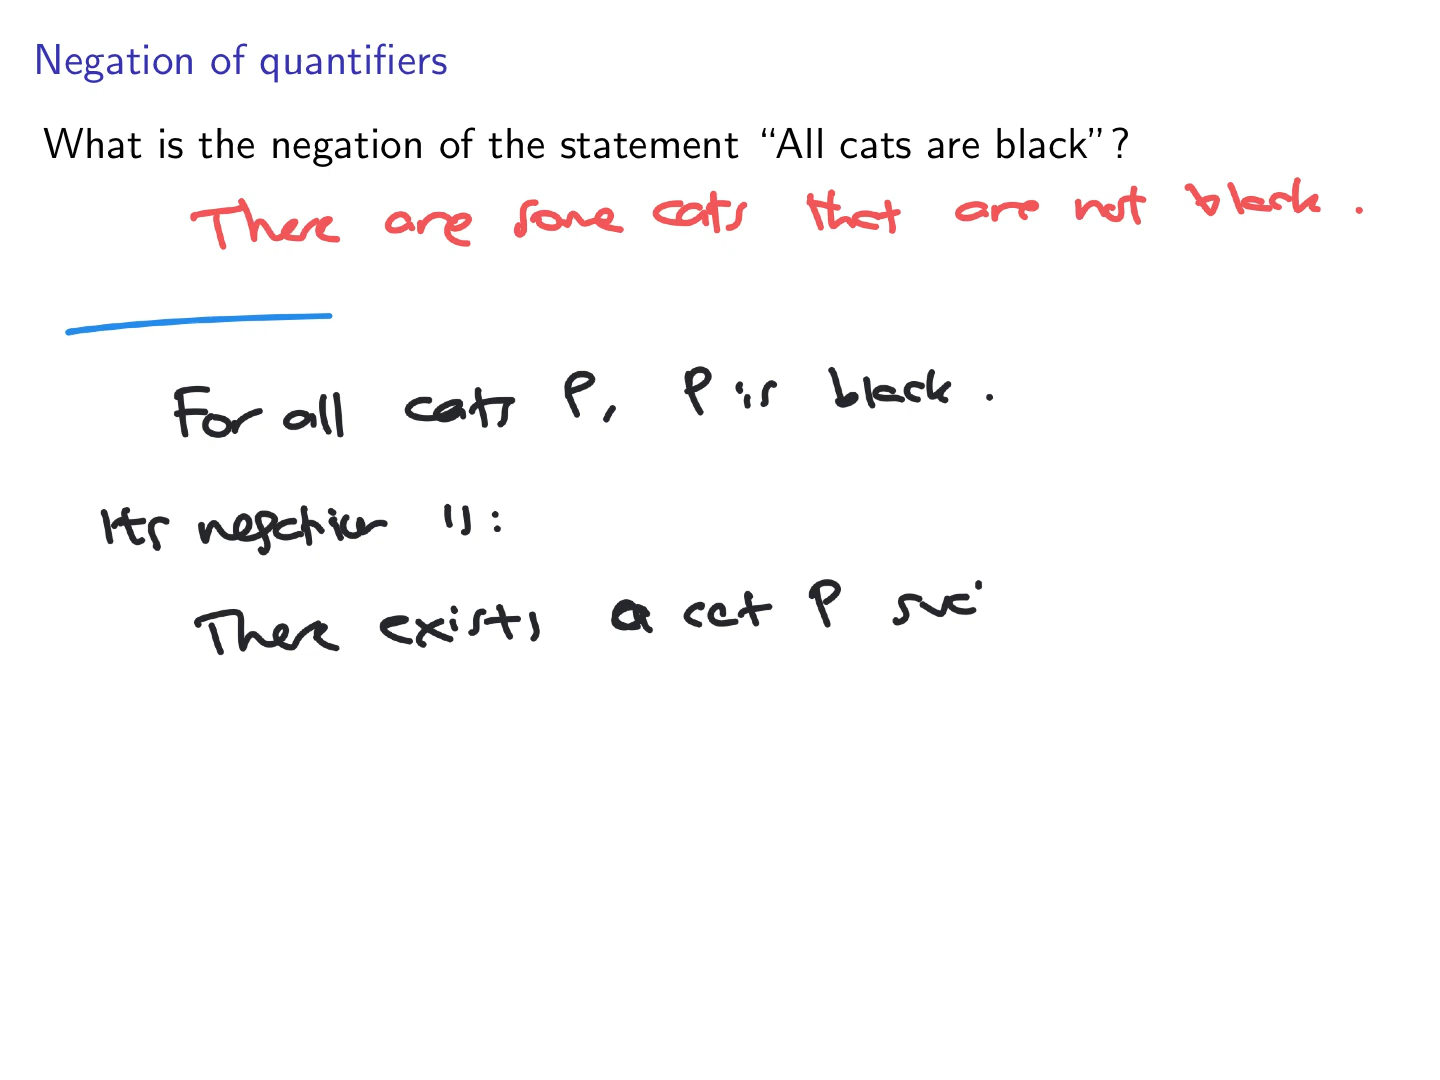 Negation of quantifiers
What is the negation of the statement “All cats are black”?
There are some cats that are not black.
For all cats P, P is black.
Its negation is:
There exists a cat P suc